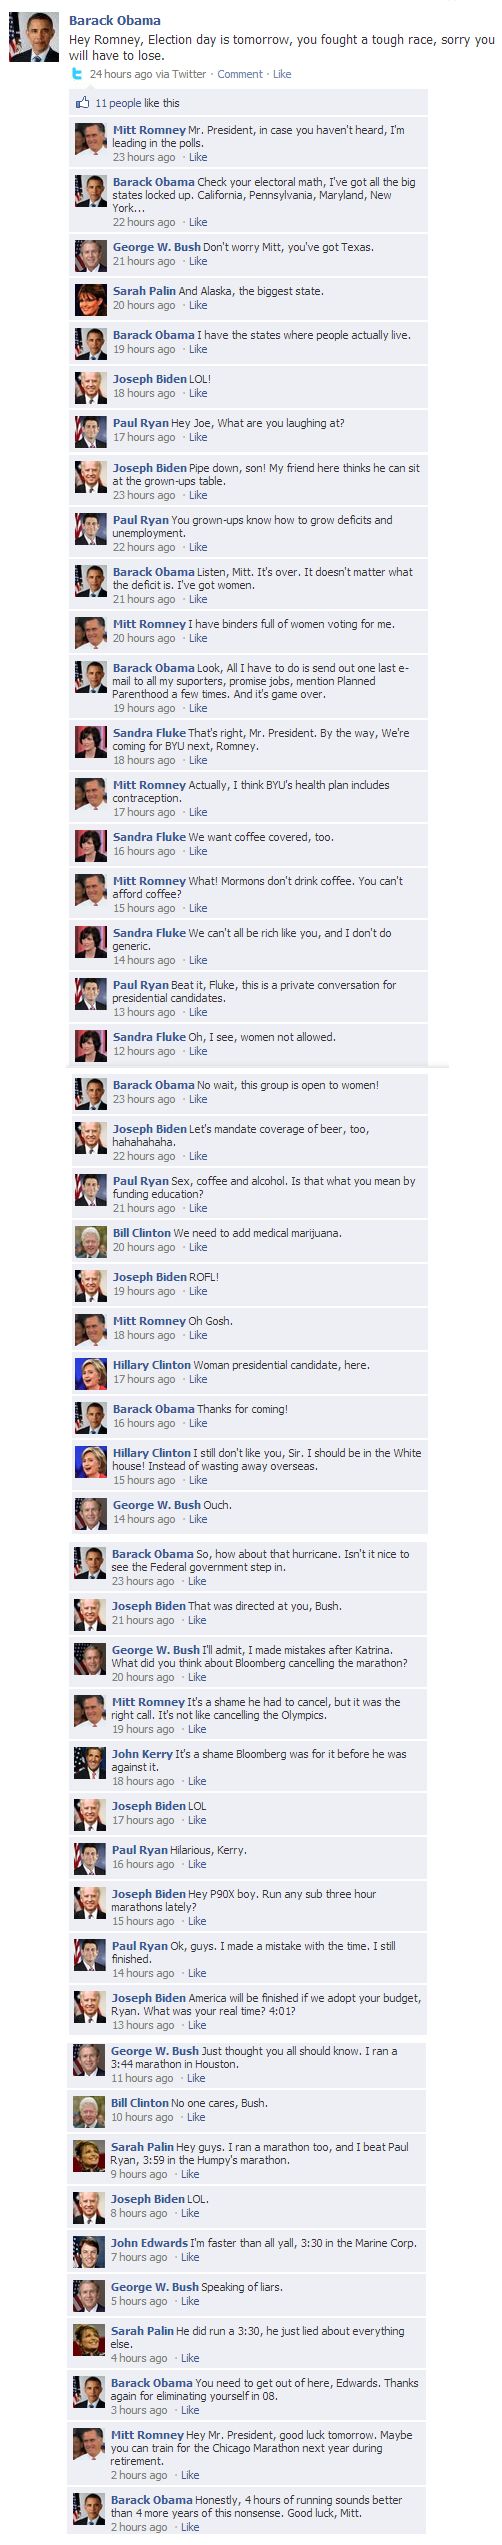 Barack Obama
Hey Romney, Election day is tomorrow, you fought a tough race, sorry you
will have to lose.
24 hours ago via Twitter · Comment · Like
11 people like this
Mitt Romney Mr. President, in case you haven't heard, I'm
leading in the polls.
23 hours ago · Like
Barack Obama Check your electoral math, I've got all the big
states locked up. California, Pennsylvania, Maryland, New
York...
22 hours ago · Like
George W. Bush Don't worry Mitt, you've got Texas.
21 hours ago · Like
Sarah Palin And Alaska, the biggest state.
20 hours ago · Like
Barack Obama I have the states where people actually live.
19 hours ago · Like
Joseph Biden LOL!
18 hours ago · Like
Paul Ryan Hey Joe, What are you laughing at?
17 hours ago · Like
Joseph Biden Pipe down, son! My friend here thinks he can sit
at the grown-ups table.
23 hours ago · Like
Paul Ryan You grown-ups know how to grow deficits and
unemployment.
22 hours ago · Like
Barack Obama Listen, Mitt. It's over. It doesn't matter what
the deficit is. I've got women.
21 hours ago · Like
Mitt Romney I have binders full of women voting for me.
20 hours ago · Like
Barack Obama Look, All I have to do is send out one last e-
mail to all my suporters, promise jobs, mention Planned
Parenthood a few times. And it's game over.
19 hours ago · Like
Sandra Fluke That's right, Mr. President. By the way, We're
coming for BYU next, Romney.
18 hours ago · Like
Mitt Romney Actually, I think BYU's health plan includes
contraception.
17 hours ago · Like
Sandra Fluke We want coffee covered, too.
16 hours ago · Like
Mitt Romney What! Mormons don't drink coffee. You can't
afford coffee?
15 hours ago · Like
Sandra Fluke We can't all be rich like you, and I don't do
generic.
14 hours ago · Like
Paul Ryan Beat it, Fluke, this is a private conversation for
presidential candidates.
13 hours ago · Like
Sandra Fluke Oh, I see, women not allowed.
12 hours ago · Like
Barack Obama No wait, this group is open to women!
23 hours ago · Like
Joseph Biden Let's mandate coverage of beer, too,
hahahahaha.
22 hours ago · Like
Paul Ryan Sex, coffee and alcohol. Is that what you mean by
funding education?
21 hours ago · Like
Bill Clinton We need to add medical marijuana.
20 hours ago · Like
Joseph Biden ROFL!
19 hours ago · Like
Mitt Romney Oh Gosh.
18 hours ago · Like
Hillary Clinton Woman presidential candidate, here.
17 hours ago · Like
Barack Obama Thanks for coming!
16 hours ago · Like
Hillary Clinton I still don't like you, Sir. I should be in the White
house! Instead of wasting away overseas.
15 hours ago · Like
George W. Bush Ouch.
14 hours ago · Like
Barack Obama So, how about that hurricane. Isn't it nice to
see the Federal government step in.
23 hours ago · Like
Joseph Biden That was directed at you, Bush.
21 hours ago · Like
George W. Bush I'll admit, I made mistakes after Katrina.
What did you think about Bloomberg cancelling the marathon?
20 hours ago · Like
Mitt Romney It's a shame he had to cancel, but it was the
right call. It's not like cancelling the Olympics.
19 hours ago · Like
John Kerry It's a shame Bloomberg was for it before he was
against it.
18 hours ago · Like
Joseph Biden LOL
17 hours ago · Like
Paul Ryan Hilarious, Kerry.
16 hours ago · Like
Joseph Biden Hey P90X boy. Run any sub three hour
marathons lately?
15 hours ago · Like
Paul Ryan Ok, guys. I made a mistake with the time. I still
finished.
14 hours ago · Like
Joseph Biden America will be finished if we adopt your budget,
Ryan. What was your real time? 4:01?
13 hours ago · Like
George W. Bush Just thought you all should know. I ran a
3:44 marathon in Houston.
11 hours ago · Like
Bill Clinton No one cares, Bush.
10 hours ago · Like
Sarah Palin Hey guys. I ran a marathon too, and I beat Paul
Ryan, 3:59 in the Humpy's marathon.
9 hours ago · Like
Joseph Biden LOL.
8 hours ago · Like
John Edwards I'm faster than all yall, 3:30 in the Marine Corp.
7 hours ago · Like
George W. Bush Speaking of liars.
5 hours ago · Like
Sarah Palin He did run a 3:30, he just lied about everything
else.
4 hours ago · Like
Barack Obama You need to get out of here, Edwards. Thanks
again for eliminating yourself in 08.
3 hours ago · Like
Mitt Romney Hey Mr. President, good luck tomorrow. Maybe
you can train for the Chicago Marathon next year during
retirement.
2 hours ago · Like
Barack Obama Honestly, 4 hours of running sounds better
than 4 more years of this nonsense. Good luck, Mitt.
2 hours ago · Like